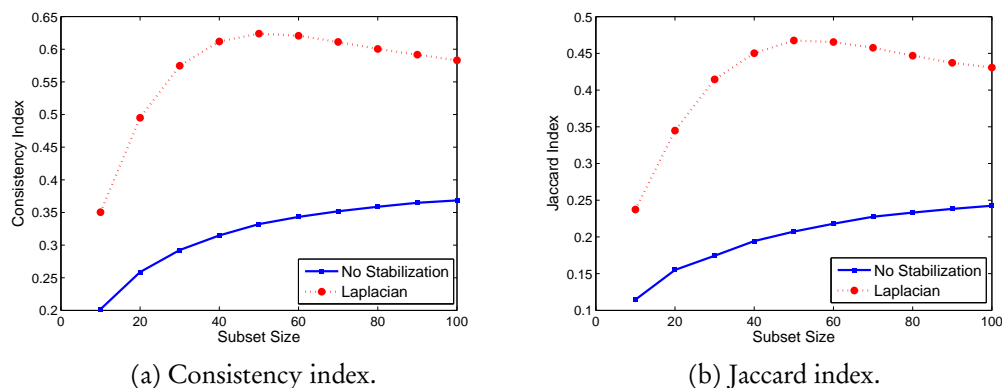 0.65
0.6
0.55
0.5
0.45
0.4
0.35
0.3
0.25
0.2
Consistency Index
0 20 40 60 80 100
Subset Size
No Stabilization
Laplacian
(a) Consistency index.
0.5
0.45
0.4
0.35
0.3
0.25
0.2
0.15
0.1
Jaccard Index
0 20 40 60 80 100
Subset Size
No Stabilization
Laplacian
(b) Jaccard index.